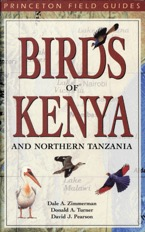 PRINCETON FIELD GUIDES
BIRDS
OF
KENYA
AND NORTHERN TANZANIA
Dale A. Zimmerman
Donald A. Turner
David J. Pearson